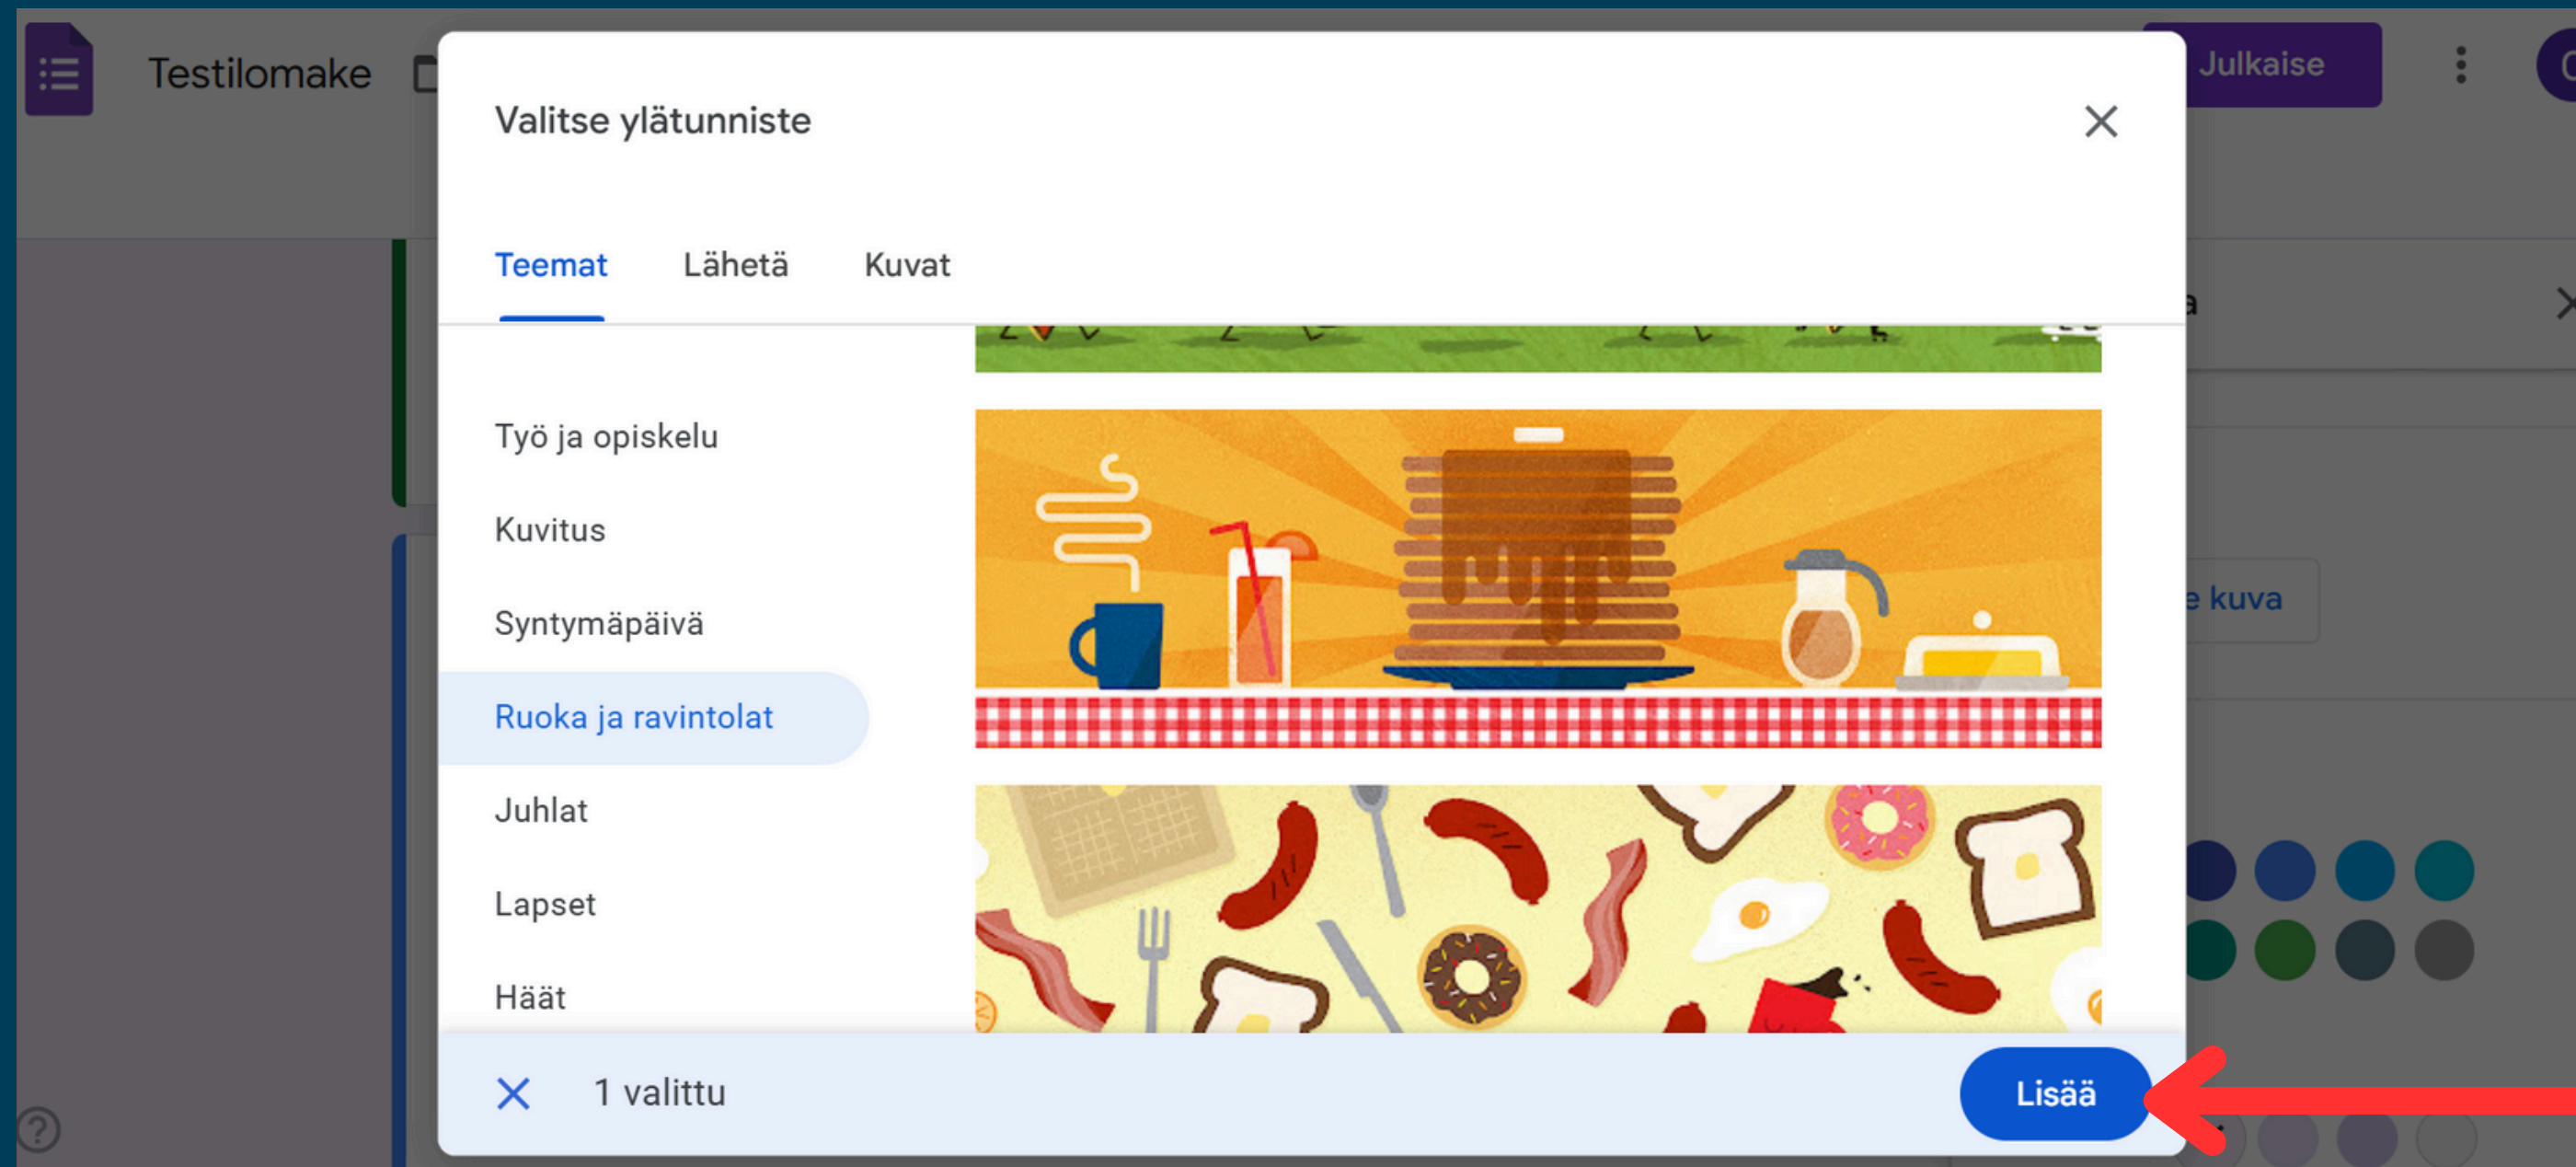 Testilomake
Julkaise
Valitse ylätunniste
Teemat Lähetä Kuvat
Työ ja opiskelu
Kuvitus
Syntymäpäivä
Ruoka ja ravintolat
Juhlat
Lapset
Häät
kuva
1 valittu
Lisää